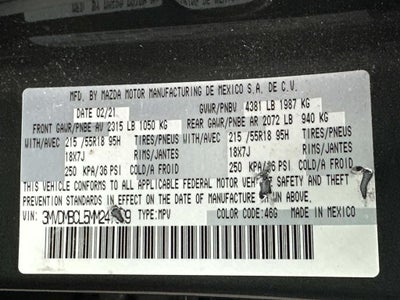 MFD. BY MAZDA MOTOR MANUFACTURING DE MEXICO S.A. DE C.V.
DATE 02/21 GVWR/PNBV 4381 LB 1987 KG
FRONT GAWR/PNBE AV 2315 LB 1050 KG REAR GAWR/PNBE AR 2072 LB 940 KG
WITH/AVEC 215 /55R18 95H TIRES/PNEUS WITH/AVEC 215 /55R18 95H TIRES/PNEUS
18X7J RIMS/JANTES 18X7J RIMS/JANTES
250 KPA/36 PSI COLD/A FROID 250 KPA/36 PSI COLD/A FROID
THIS VEHICLE CONFORMS TO ALL APPLICABLE FEDERAL MOTOR VEHICLE SAFETY AND THEFT
PREVENTION STANDARDS IN EFFECT ON THE DATE OF MANUFACTURE SHOWN ABOVE.
VIN: TYPE:MPV COLOR CODE:46G MADE IN MEXICO